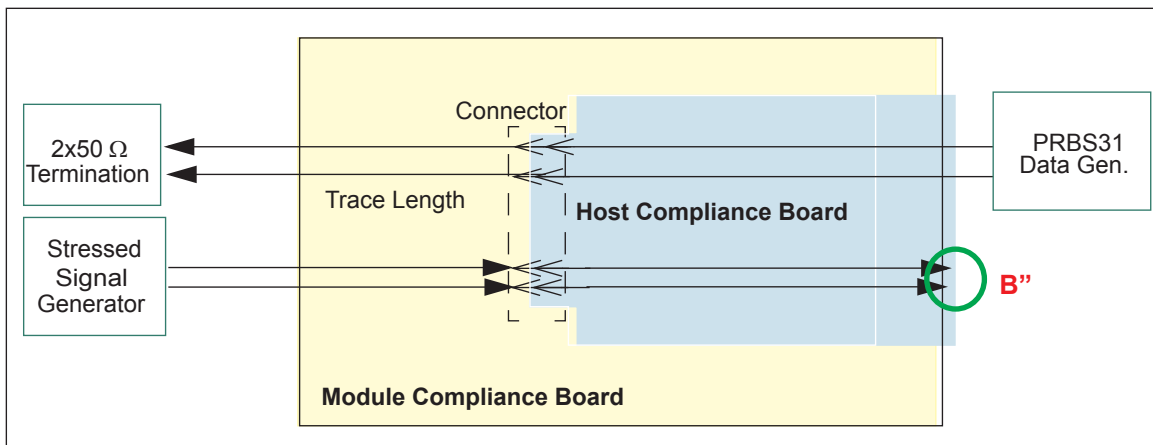 Connector
2x50 Ω
Termination
PRBS31
Data Gen.
Trace Length
Host Compliance Board
Stressed
Signal
Generator
B”
Module Compliance Board